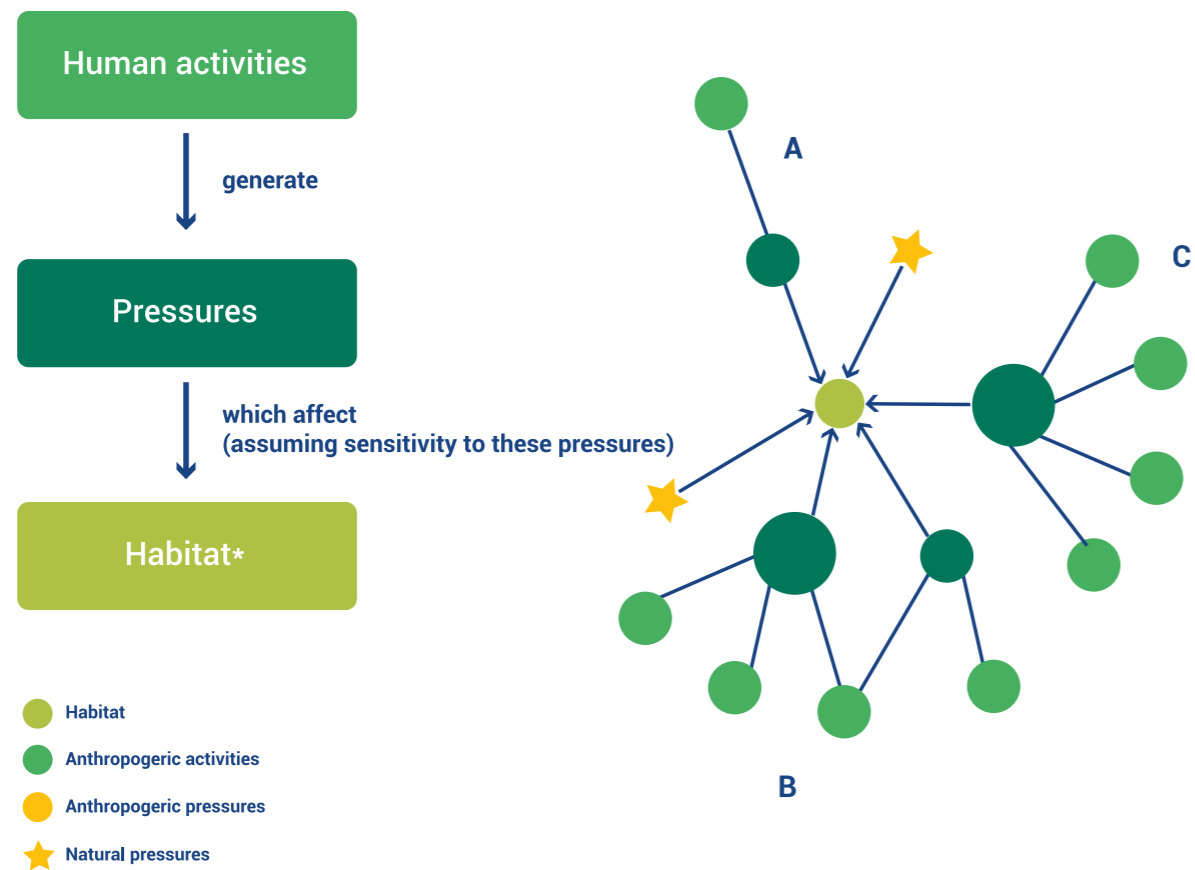 Human activities
generate
Pressures
which affect
(assuming sensitivity to these pressures)
Habitat*
A
C
B
Habitat
Anthropogeric activities
Anthropogeric pressures
Natural pressures